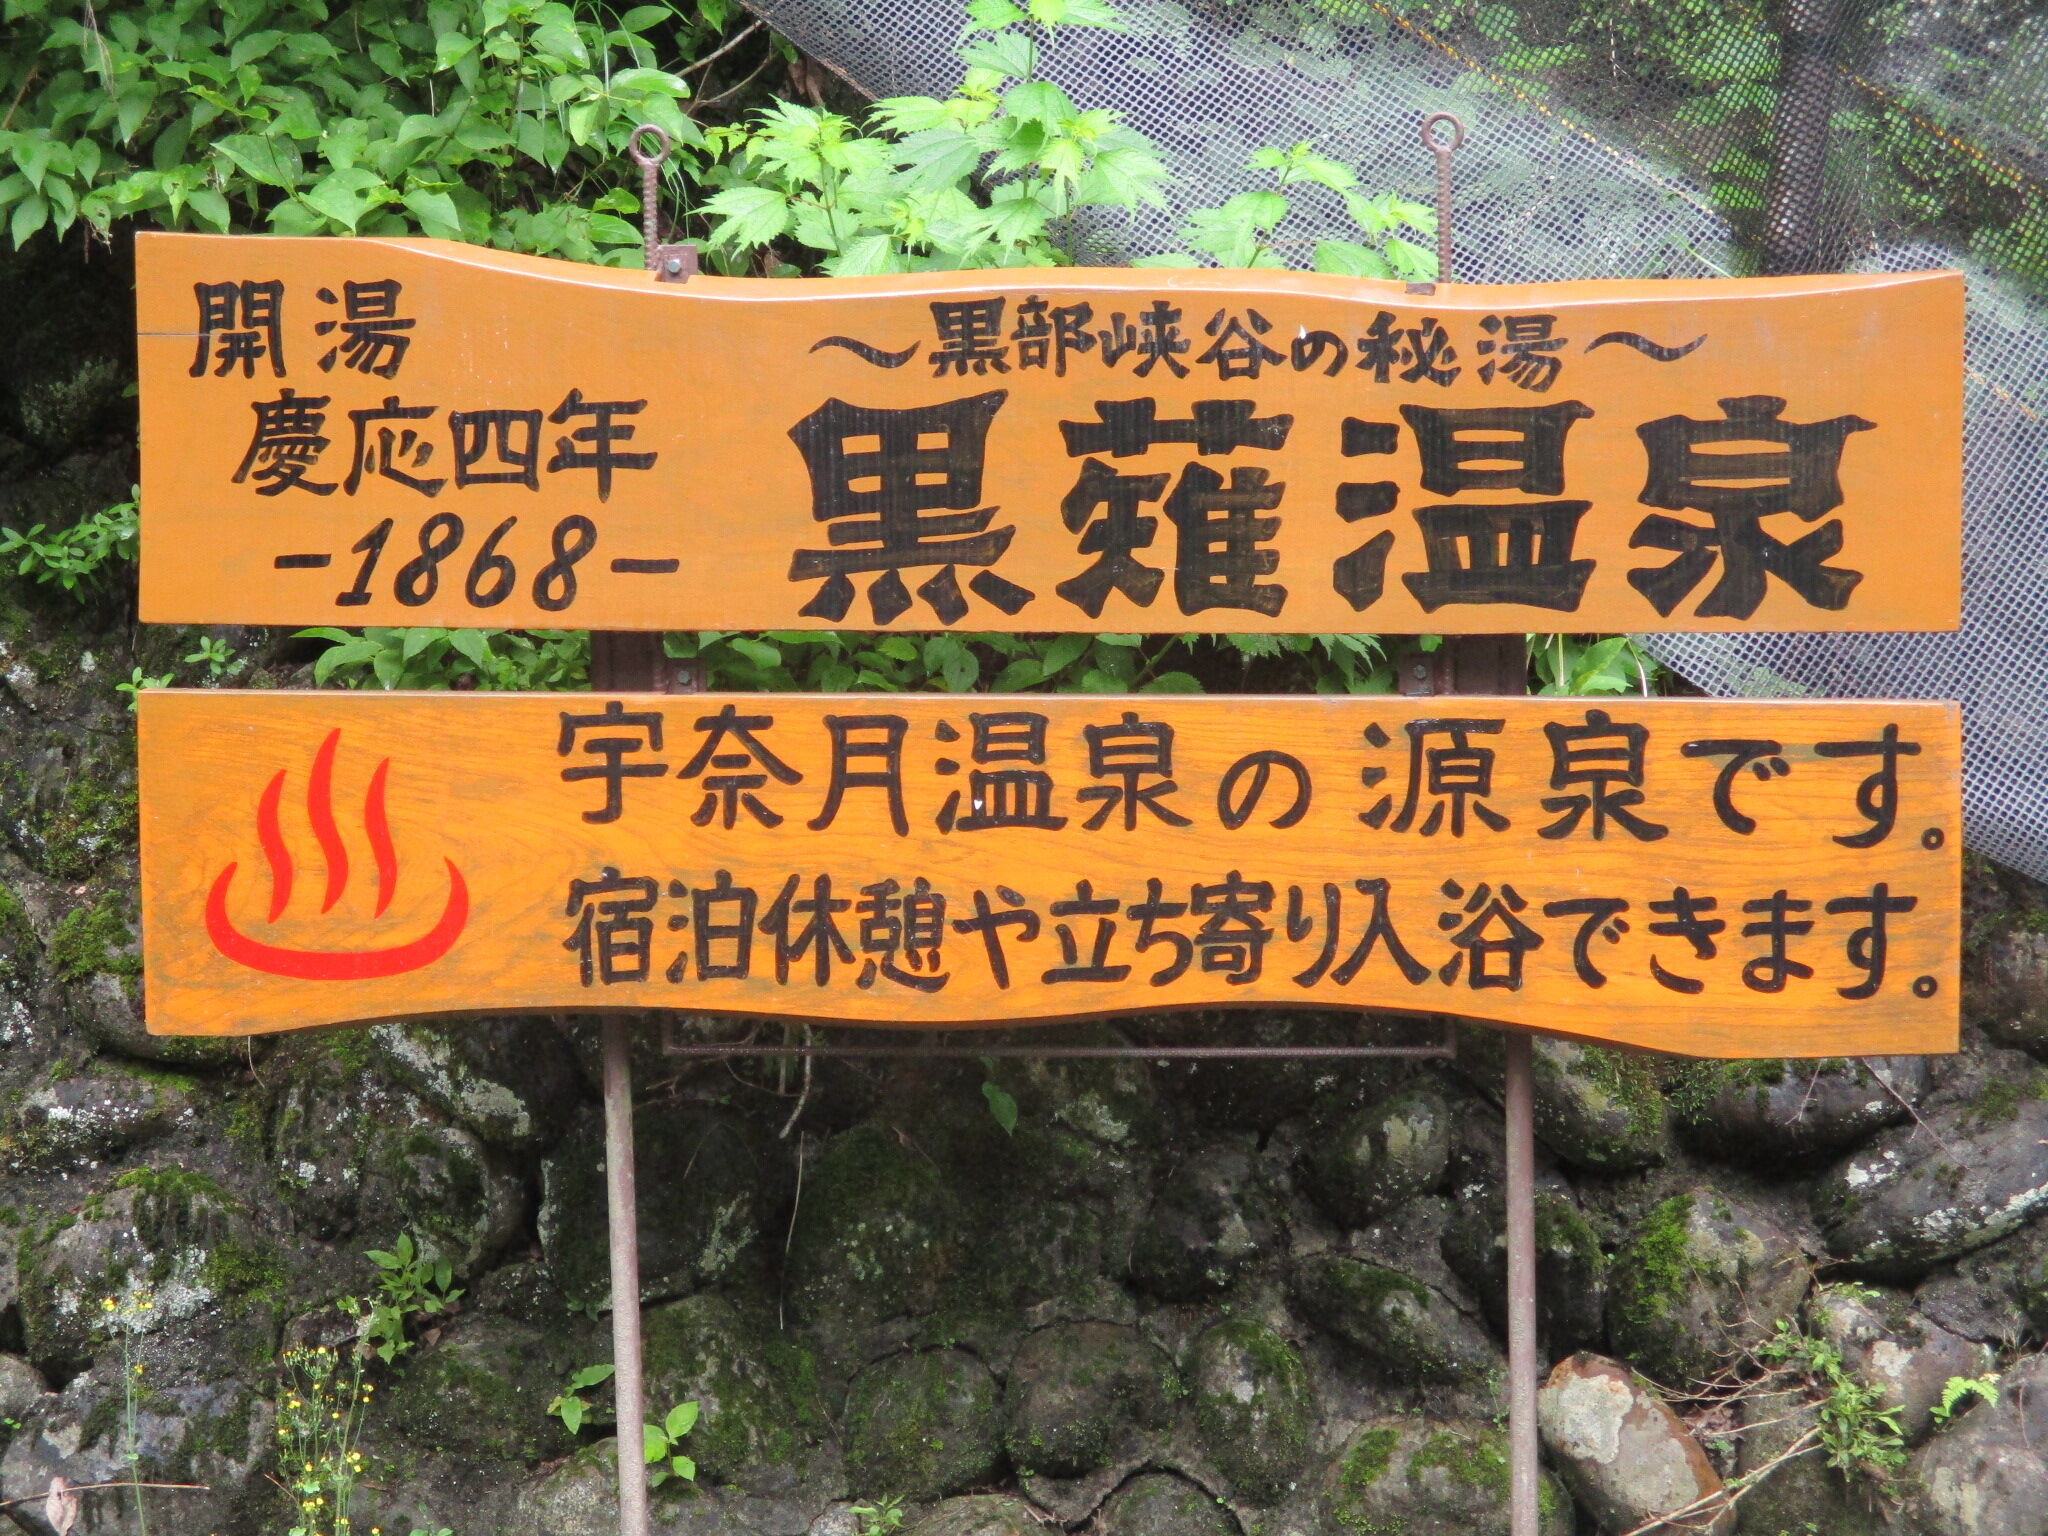 開湯
慶応四年
-1868-
～黒部峡谷の秘湯～
黒薙温泉
宇奈月温泉の源泉です。
宿泊休憩や立ち寄り入浴できます。